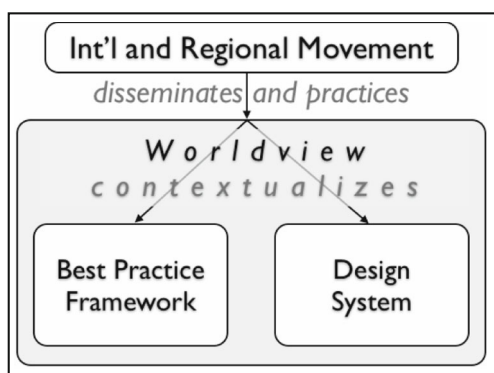 Int'l and Regional Movement
disseminates and practices
Worldview
contextualizes
Best Practice
Framework
Design
System